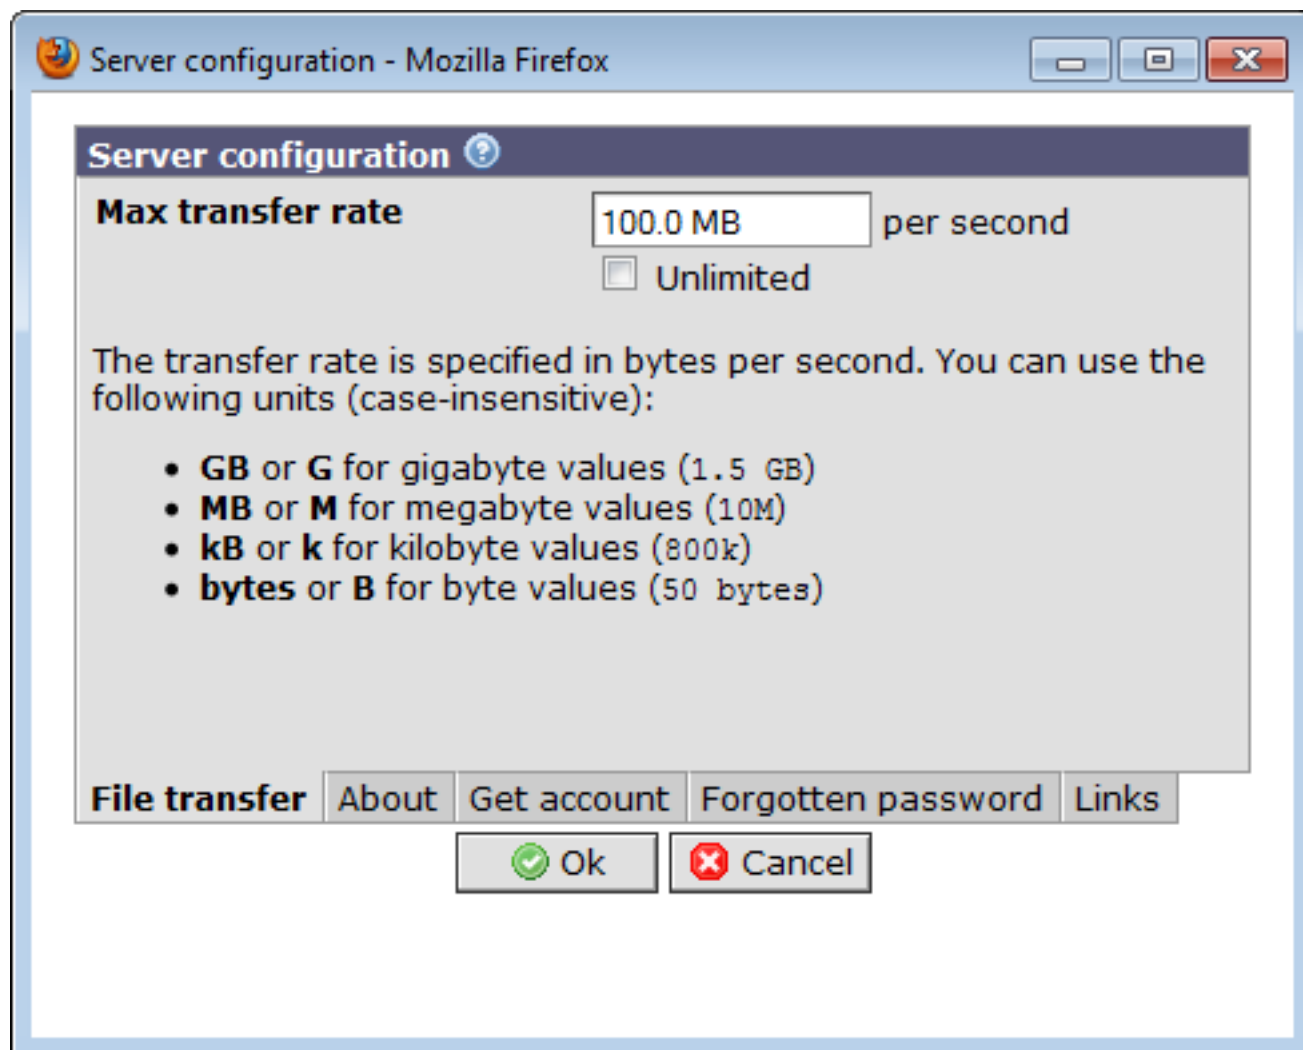 Server configuration - Mozilla Firefox
Server configuration
Max transfer rate 100.0 MB per second
Unlimited
The transfer rate is specified in bytes per second. You can use the
following units (case-insensitive):
• GB or G for gigabyte values (1.5 GB)
• MB or M for megabyte values (10M)
• kB or k for kilobyte values (800k)
• bytes or B for byte values (50 bytes)
File transfer About Get account Forgotten password Links
Ok Cancel